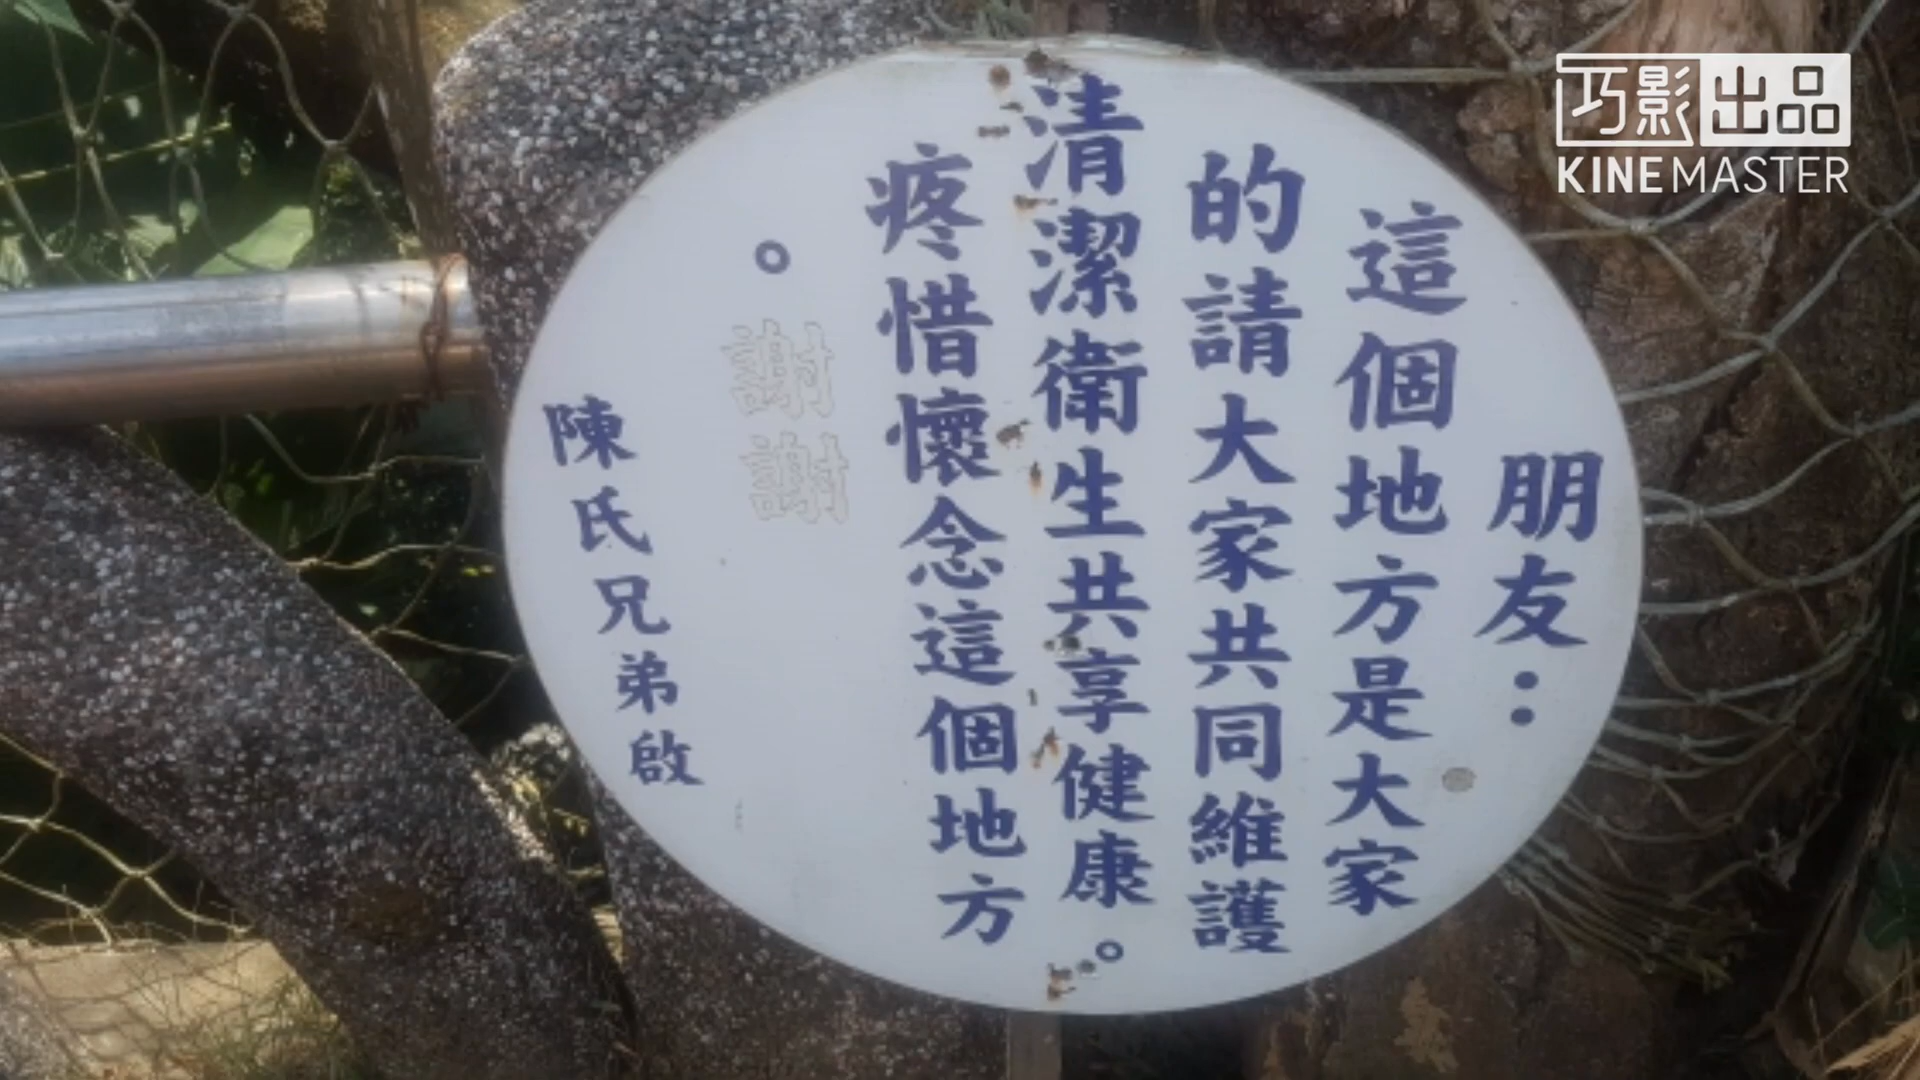 朋友：
這個地方是大家
的請大家共同維護
清潔衛生共享健康。
疼惜懷念這個地方
。謝謝
陳氏兄弟啟
巧影出品
KINEMASTER